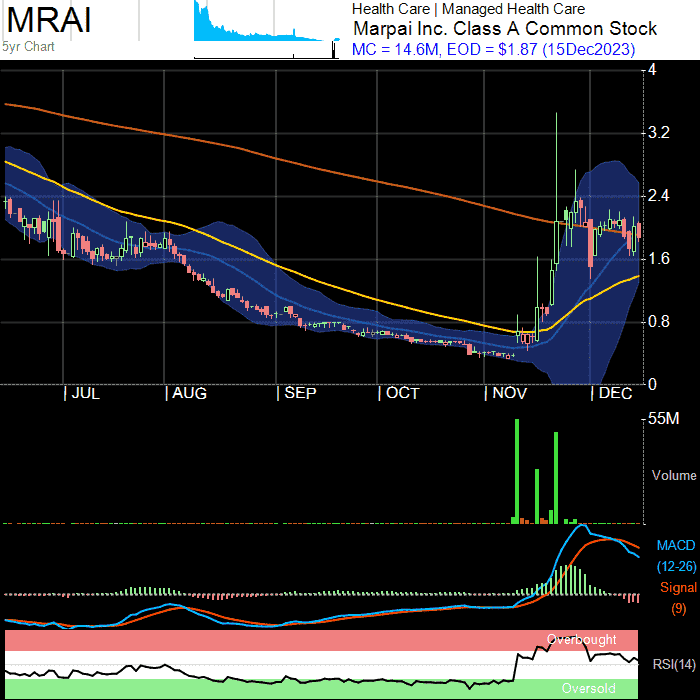 MRAI
5yr Chart
Health Care | Managed Health Care
Marpai Inc. Class A Common Stock
MC = 14.6M, EOD = $1.87 (15Dec2023)
4
3.2
2.4
1.6
0.8
0
| JUL | AUG | SEP | OCT | NOV | DEC
55M
Volume
MACD
(12-26)
Signal
(9)
Overbought
RSI(14)
Oversold